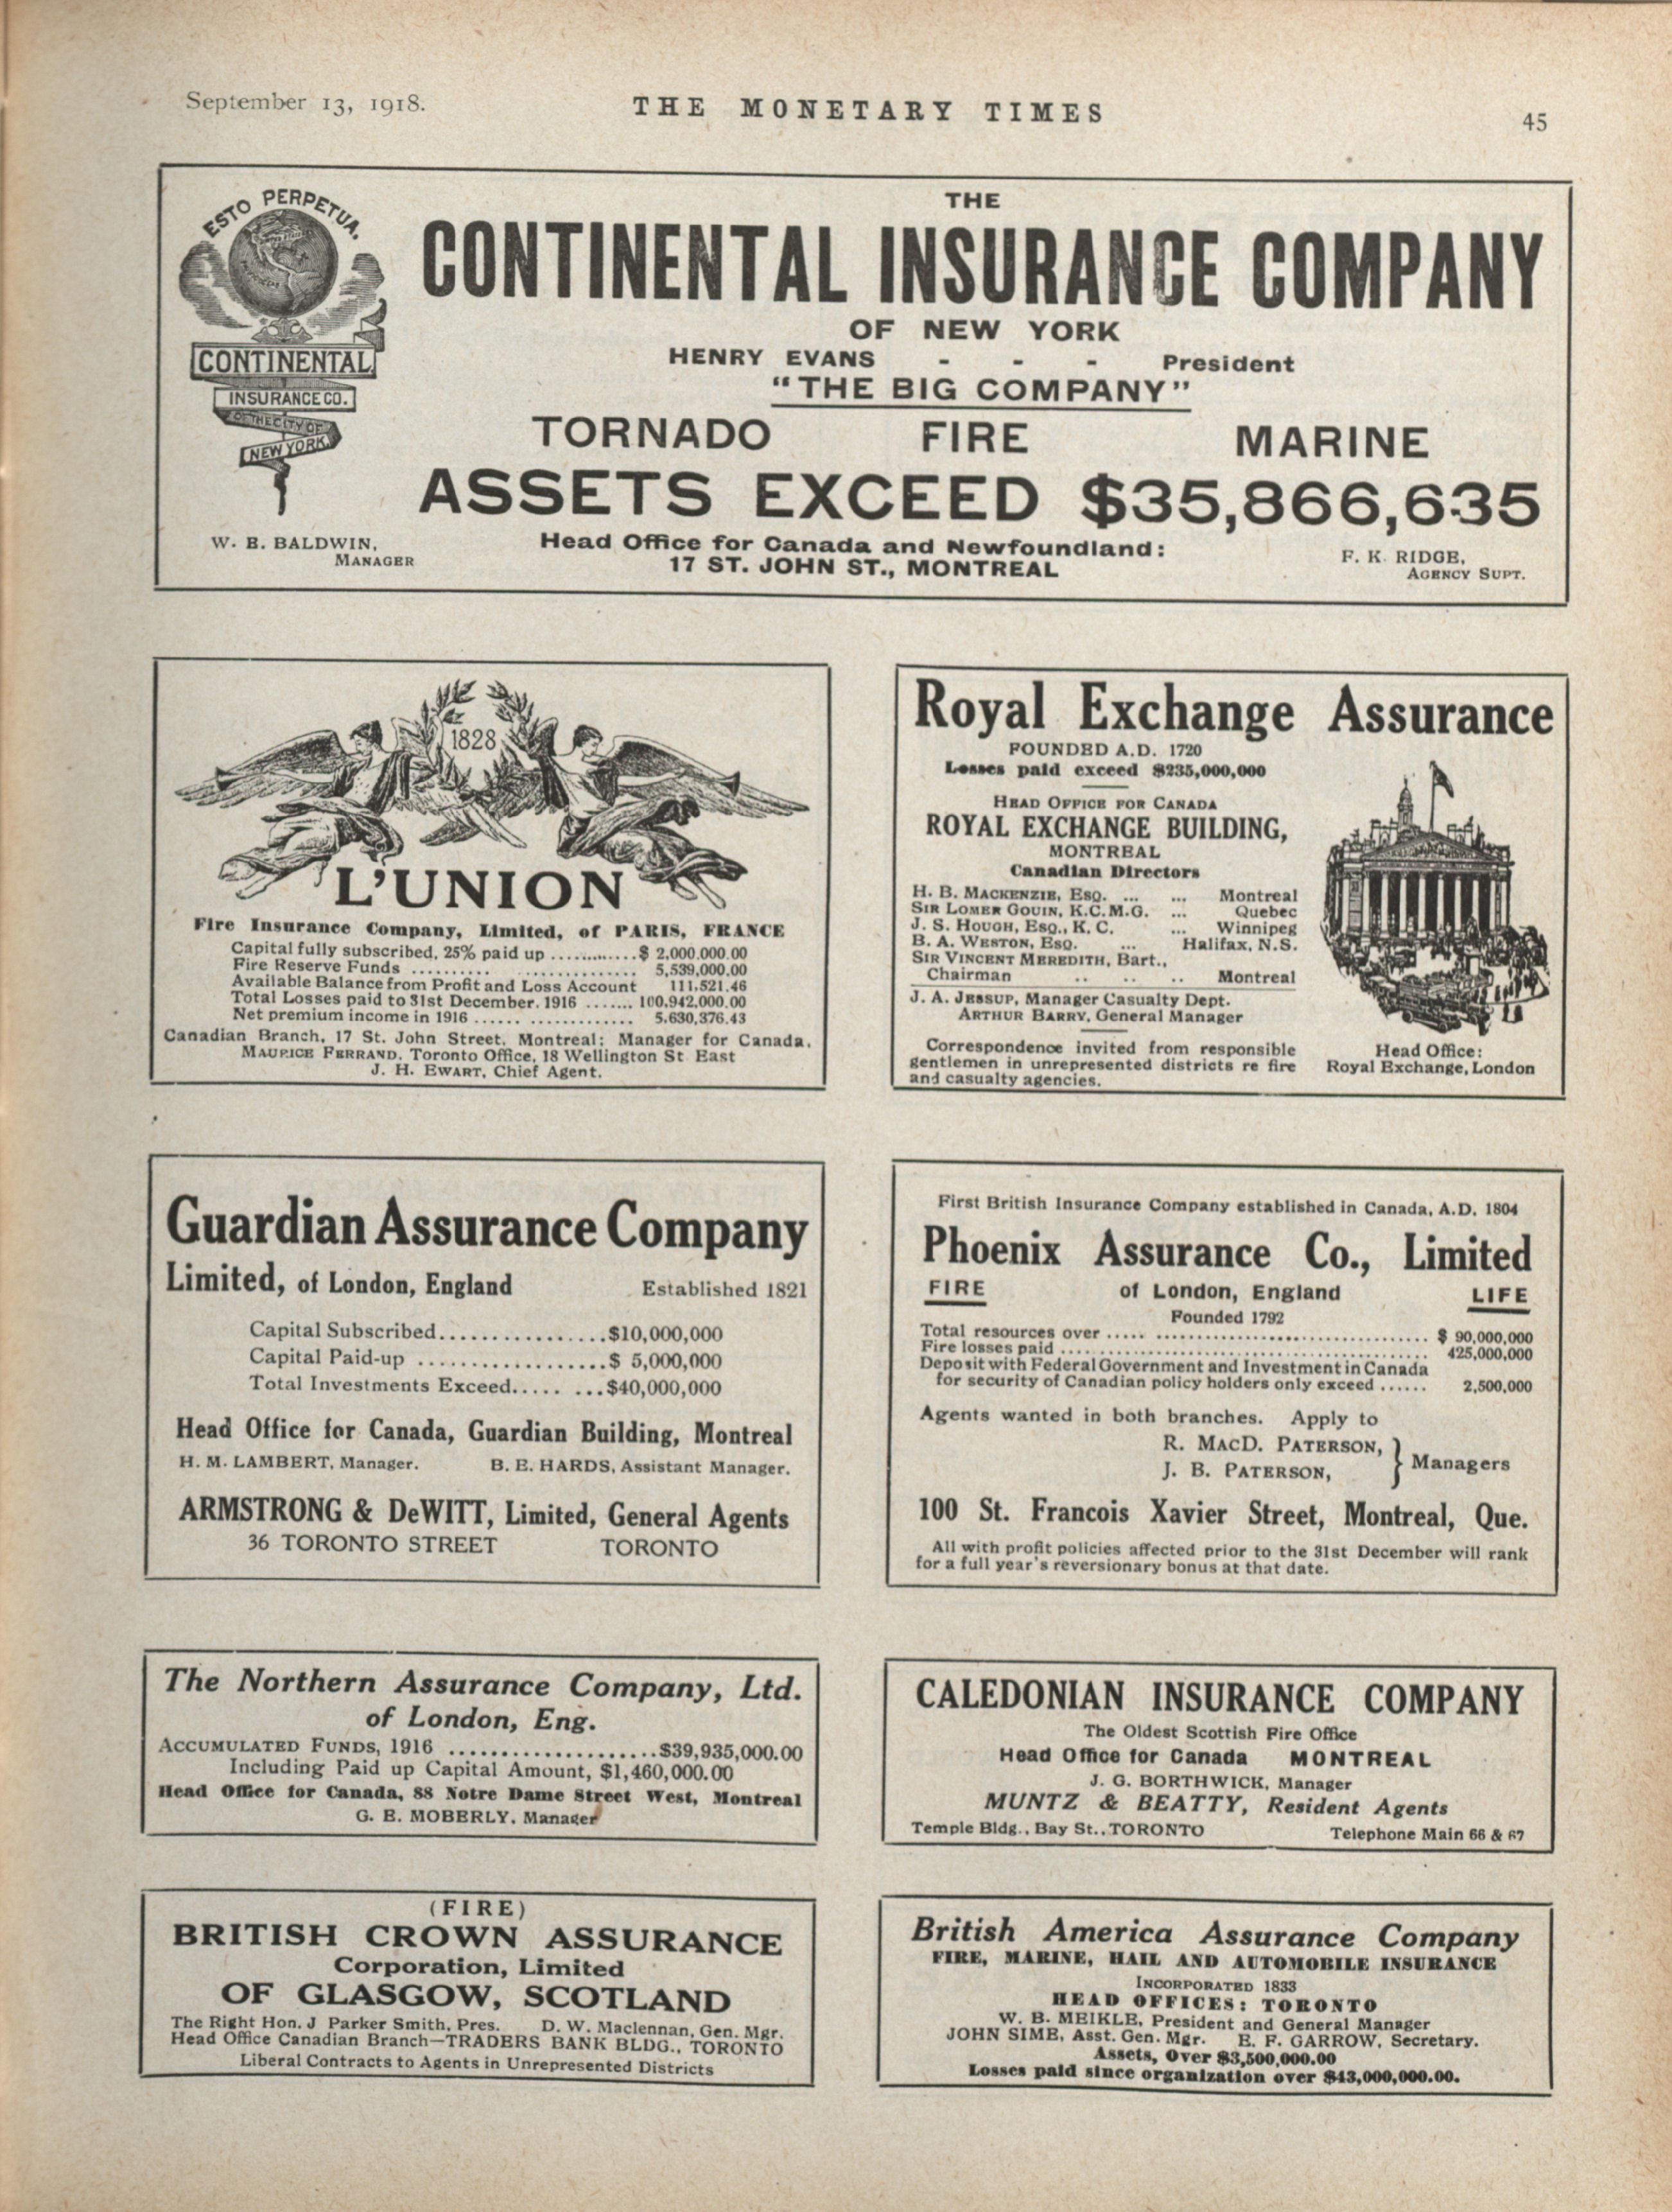 September 13, 1918.
THE MONETARY TIMES
45
ESTO PERPETUA.
CONTINENTAL
INSURANCE CO.
OF THE CITY OF
NEW YORK
THE
CONTINENTAL INSURANCE COMPANY
OF NEW YORK
HENRY EVANS - - - President
"THE BIG COMPANY"
TORNADO FIRE MARINE
ASSETS EXCEED $35,866,635
W. B. BALDWIN,
MANAGER
Head Office for Canada and Newfoundland:
17 ST. JOHN ST., MONTREAL
F. K. RIDGE,
AGENCY SUPT.
1828
L'UNION
Fire Insurance Company, Limited, of PARIS, FRANCE
Capital fully subscribed, 25% paid up ............. $ 2,000,000.00
Fire Reserve Funds .......... .............. 5,539,000.00
Available Balance from Profit and Loss Account 111,521.46
Total Losses paid to 31st December, 1916 ....... 100,942,000.00
Net premium income in 1916 ...... ............. 5,630,376.43
Canadian Branch, 17 St. John Street, Montreal; Manager for Canada,
MAURICE FERRAND. Toronto Office, 18 Wellington St. East
J. H. EWART, Chief Agent.
Royal Exchange Assurance
FOUNDED A.D. 1720
Losses paid exceed $235,000,000
HEAD OFFICE FOR CANADA
ROYAL EXCHANGE BUILDING,
MONTREAL
Canadian Directors
H. B. MACKENZIE, ESQ. ... ... Montreal
SIR LOMER GOUIN, K.C.M.G. ... Quebec
J. S. HOUGH, ESQ., K. C. ... Winnipeg
B. A. WESTON, ESQ. ... Halifax, N.S.
SIR VINCENT MEREDITH, Bart.,
Chairman .. .. .. Montreal
J. A. JESSUP, Manager Casualty Dept.
ARTHUR BARRY, General Manager
Correspondence invited from responsible
gentlemen in unrepresented districts re fire
and casualty agencies.
Head Office:
Royal Exchange, London
Guardian Assurance Company
Limited, of London, England Established 1821
Capital Subscribed................$10,000,000
Capital Paid-up ..................$ 5,000,000
Total Investments Exceed..... ...$40,000,000
Head Office for Canada, Guardian Building, Montreal
H. M. LAMBERT, Manager. B. E. HARDS, Assistant Manager.
ARMSTRONG & DeWITT, Limited, General Agents
36 TORONTO STREET TORONTO
First British Insurance Company established in Canada, A.D. 1804
Phoenix Assurance Co., Limited
FIRE of London, England LIFE
Founded 1792
Total resources over ..... ................................. $ 90,000,000
Fire losses paid ............................................ 425,000,000
Deposit with Federal Government and Investment in Canada
for security of Canadian policy holders only exceed ...... 2,500,000
Agents wanted in both branches. Apply to
R. MACD. PATERSON,
J. B. PATERSON, } Managers
100 St. Francois Xavier Street, Montreal, Que.
All with profit policies affected prior to the 31st December will rank
for a full year's reversionary bonus at that date.
The Northern Assurance Company, Ltd.
of London, Eng.
ACCUMULATED FUNDS, 1916 ....................$39,935,000.00
Including Paid up Capital Amount, $1,460,000.00
Head Office for Canada, 88 Notre Dame Street West, Montreal
G. E. MOBERLY, Manager
CALEDONIAN INSURANCE COMPANY
The Oldest Scottish Fire Office
Head Office for Canada MONTREAL
J. G. BORTHWICK, Manager
MUNTZ & BEATTY, Resident Agents
Temple Bldg., Bay St., TORONTO Telephone Main 66 & 67
(FIRE)
BRITISH CROWN ASSURANCE
Corporation, Limited
OF GLASGOW, SCOTLAND
The Right Hon. J Parker Smith, Pres. D. W. Maclennan, Gen. Mgr.
Head Office Canadian Branch—TRADERS BANK BLDG., TORONTO
Liberal Contracts to Agents in Unrepresented Districts
British America Assurance Company
FIRE, MARINE, HAIL AND AUTOMOBILE INSURANCE
INCORPORATED 1833
HEAD OFFICES: TORONTO
W. B. MEIKLE, President and General Manager
JOHN SIME, Asst. Gen. Mgr. E. F. GARROW, Secretary.
Assets, Over $3,500,000.00
Losses paid since organization over $43,000,000.00.